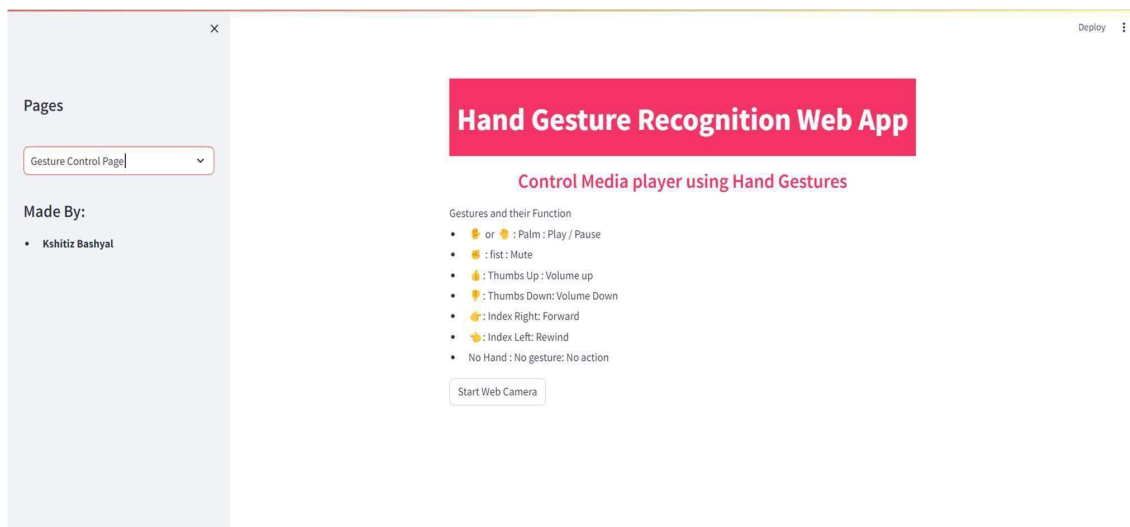 Deploy
Pages
Gesture Control Page
Made By:
• Kshitiz Bashyal
Hand Gesture Recognition Web App
Control Media player using Hand Gestures
Gestures and their Function
• ✋ or 🤚 : Palm : Play / Pause
• ✊ : fist : Mute
• 👍 : Thumbs Up : Volume up
• 👎 : Thumbs Down: Volume Down
• 👉 : Index Right: Forward
• 👈 : Index Left: Rewind
• No Hand : No gesture: No action
Start Web Camera